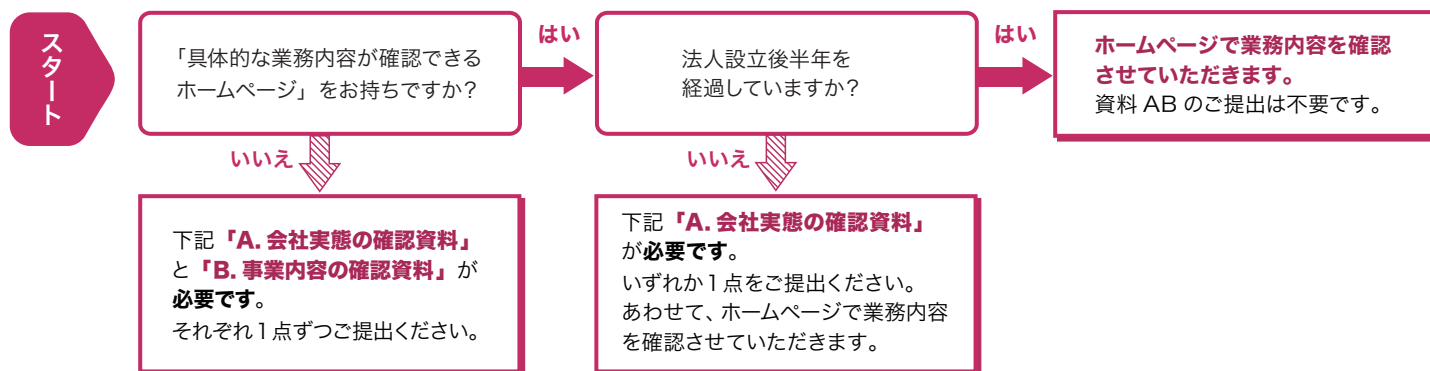 スタート
「具体的な業務内容が確認できる
ホームページ」をお持ちですか？
はい
法人設立後半年を
経過していますか？
はい
ホームページで業務内容を確認
させていただきます。
資料 AB のご提出は不要です。
いいえ
いいえ
下記「A. 会社実態の確認資料」
と「B. 事業内容の確認資料」が
必要です。
それぞれ1点ずつご提出ください。
下記「A. 会社実態の確認資料」
が必要です。
いずれか1点をご提出ください。
あわせて、ホームページで業務内容
を確認させていただきます。